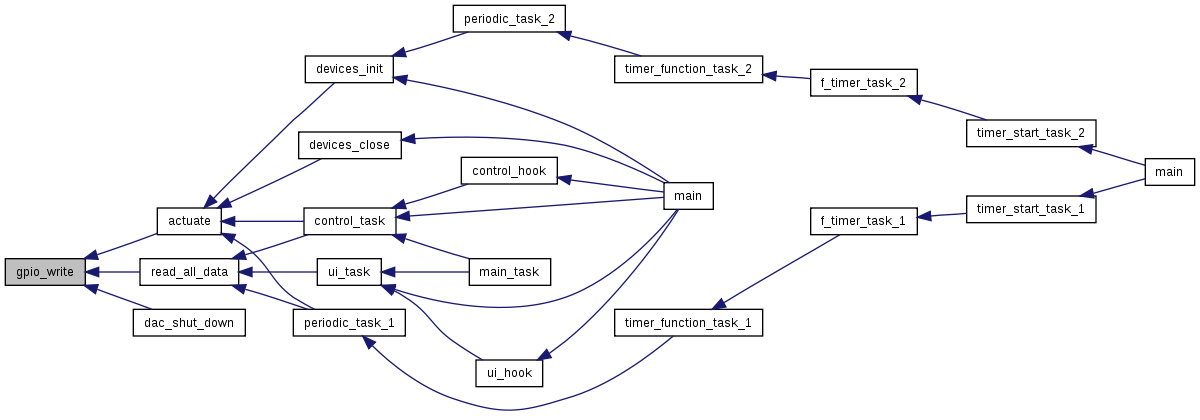 periodic_task_2
devices_init
timer_function_task_2
f_timer_task_2
timer_start_task_2
devices_close
control_hook
main
main
actuate
control_task
f_timer_task_1
timer_start_task_1
gpio_write
read_all_data
ui_task
main_task
dac_shut_down
periodic_task_1
timer_function_task_1
ui_hook